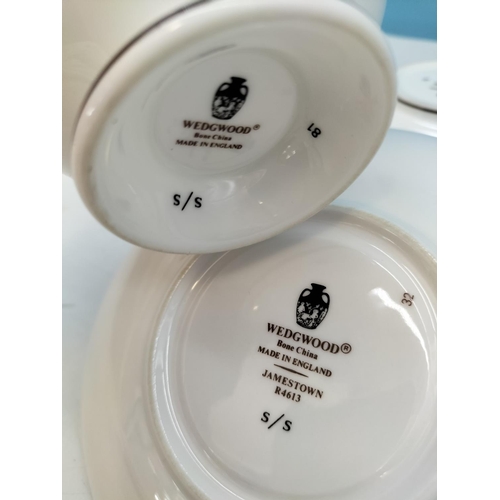 WEDGWOOD®
Bone China
MADE IN ENGLAND
81
S/S
WEDGWOOD®
Bone China
MADE IN ENGLAND
JAMESTOWN
R4613
32
S/S